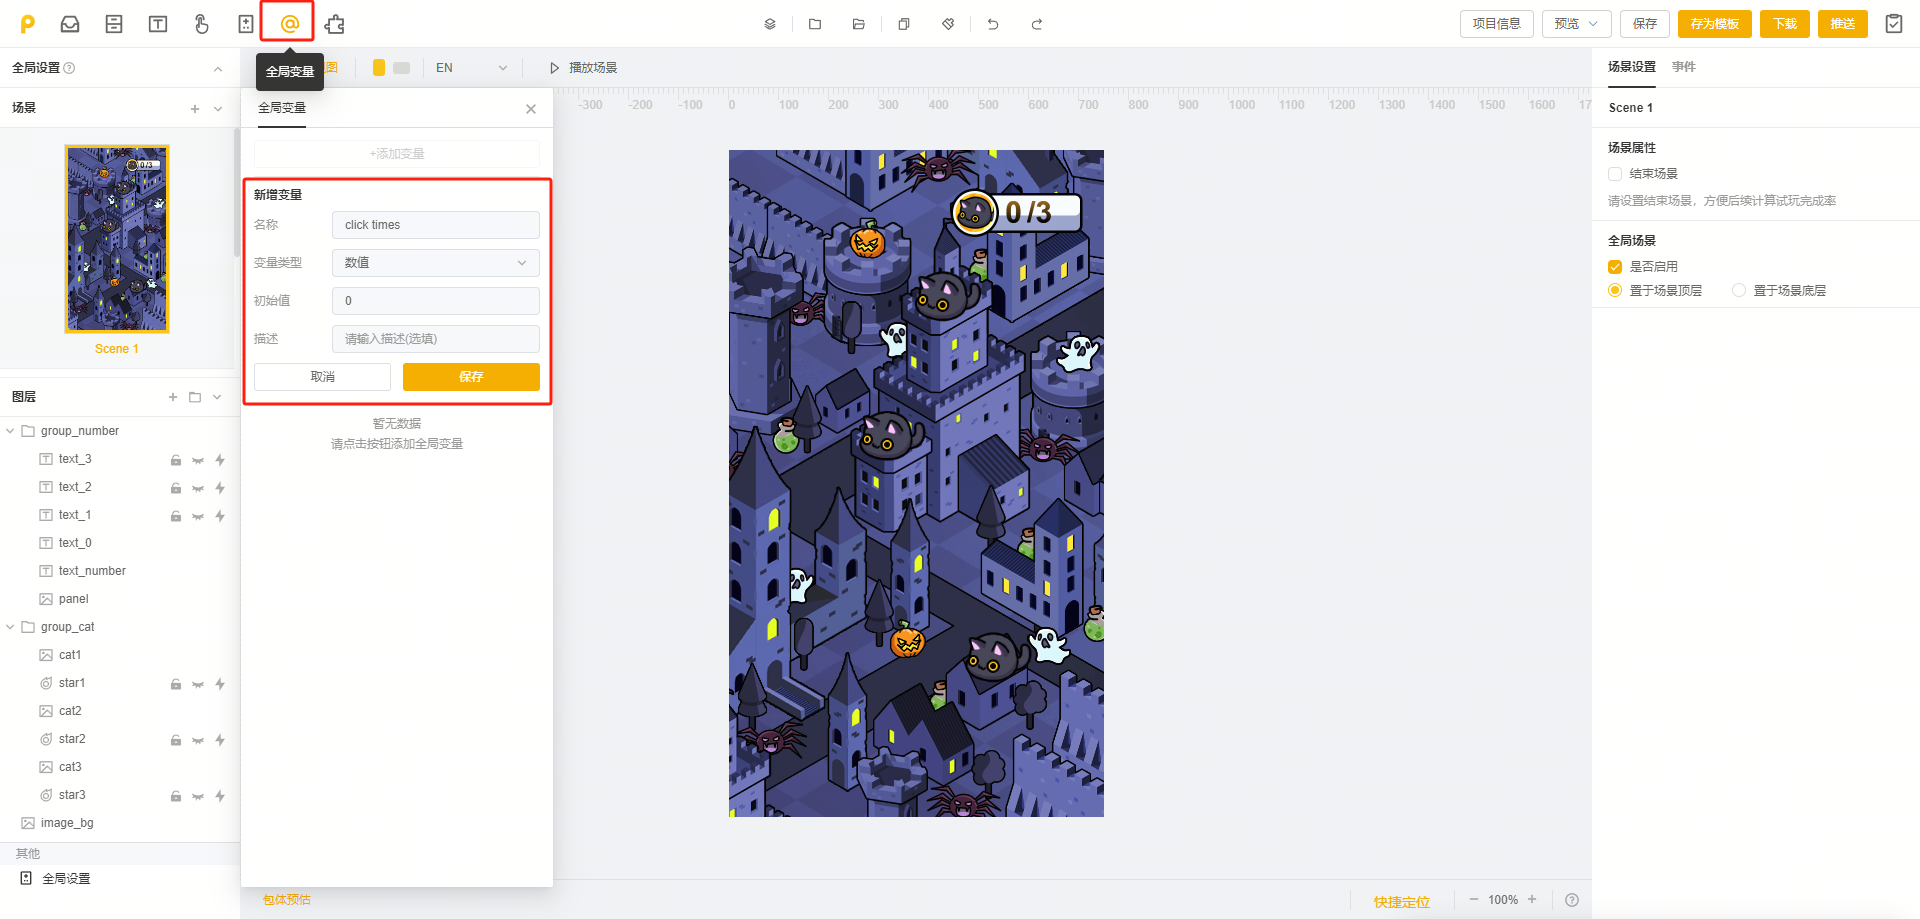 项目信息
预览
保存
存为模板
下载
推送
全局设置
全局变量
图
EN
播放场景
场景设置
事件
场景
全局变量
-300 -200 -100 0 100 200 300 400 500 600 700 800 900 1000 1100 1200 1300 1400 1500 1600 17
Scene 1
+添加变量
场景属性
结束场景
请设置结束场景，方便后续计算试玩完成率
新增变量
名称
click times
变量类型
数值
初始值
0
描述
请输入描述(选填)
取消
保存
暂无数据
请点击按钮添加全局变量
全局场景
是否启用
置于场景顶层
置于场景底层
0/3
0/3
Scene 1
图层
group_number
text_3
text_2
text_1
text_0
text_number
panel
group_cat
cat1
star1
cat2
star2
cat3
star3
image_bg
其他
全局设置
包体预估
快捷定位
100%